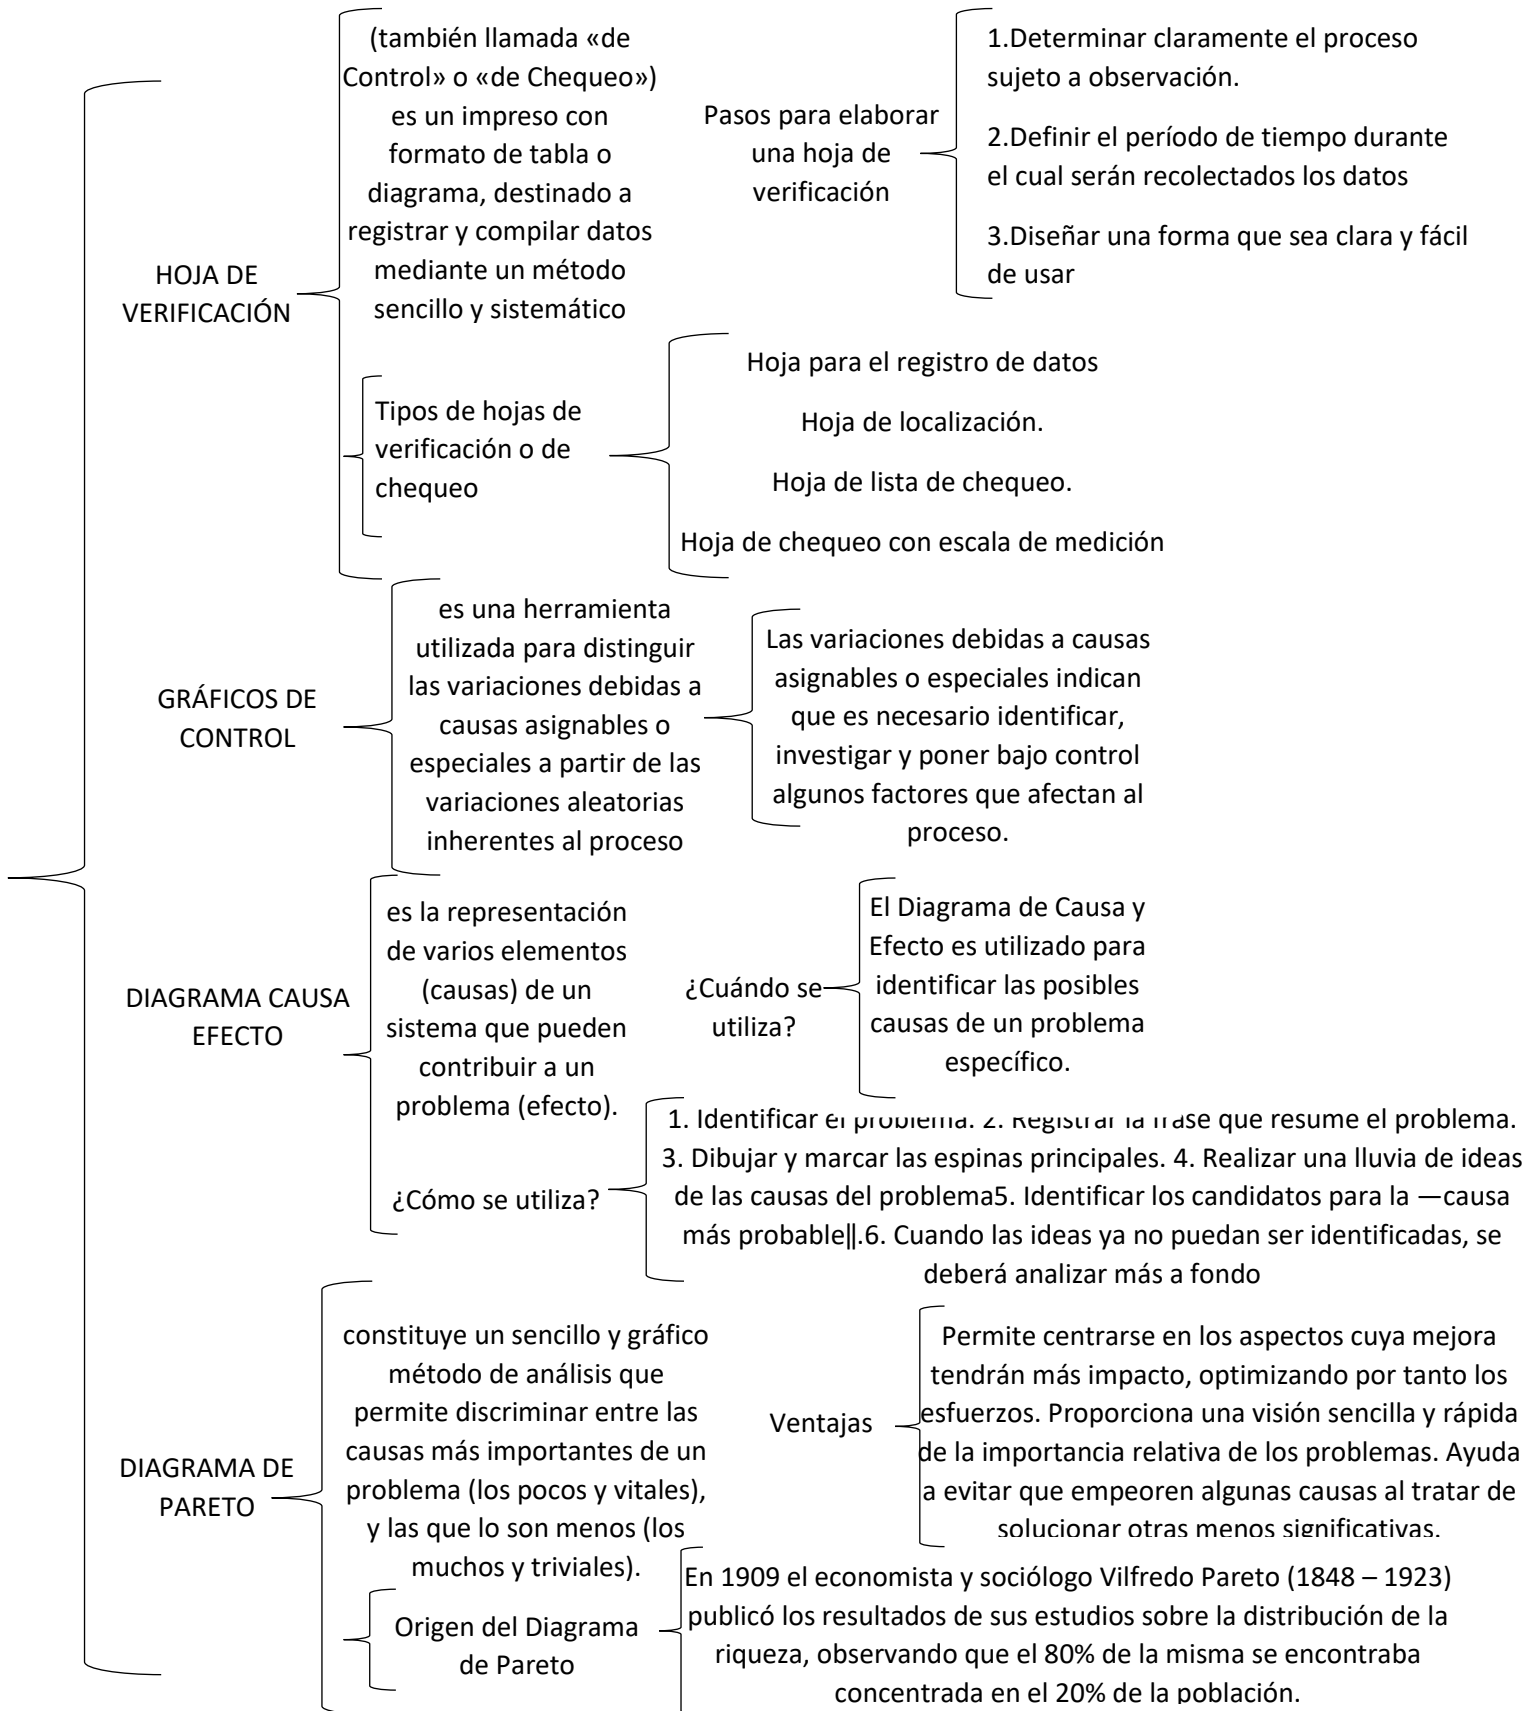 HOJA DE
VERIFICACIÓN
(también llamada «de
Control» o «de Chequeo»)
es un impreso con
formato de tabla o
diagrama, destinado a
registrar y compilar datos
mediante un método
sencillo y sistemático
Pasos para elaborar
una hoja de
verificación
1.Determinar claramente el proceso
sujeto a observación.
2.Definir el período de tiempo durante
el cual serán recolectados los datos
3.Diseñar una forma que sea clara y fácil
de usar
Tipos de hojas de
verificación o de
chequeo
Hoja para el registro de datos
Hoja de localización.
Hoja de lista de chequeo.
Hoja de chequeo con escala de medición
GRÁFICOS DE
CONTROL
es una herramienta
utilizada para distinguir
las variaciones debidas a
causas asignables o
especiales a partir de las
variaciones aleatorias
inherentes al proceso
Las variaciones debidas a causas
asignables o especiales indican
que es necesario identificar,
investigar y poner bajo control
algunos factores que afectan al
proceso.
DIAGRAMA CAUSA
EFECTO
es la representación
de varios elementos
(causas) de un
sistema que pueden
contribuir a un
problema (efecto).
¿Cuándo se
utiliza?
El Diagrama de Causa y
Efecto es utilizado para
identificar las posibles
causas de un problema
específico.
¿Cómo se utiliza?
1. Identificar el problema. 2. Registrar la frase que resume el problema.
3. Dibujar y marcar las espinas principales. 4. Realizar una lluvia de ideas
de las causas del problema5. Identificar los candidatos para la ―causa
más probable‖.6. Cuando las ideas ya no puedan ser identificadas, se
deberá analizar más a fondo
DIAGRAMA DE
PARETO
constituye un sencillo y gráfico
método de análisis que
permite discriminar entre las
causas más importantes de un
problema (los pocos y vitales),
y las que lo son menos (los
muchos y triviales).
Ventajas
Permite centrarse en los aspectos cuya mejora
tendrán más impacto, optimizando por tanto los
esfuerzos. Proporciona una visión sencilla y rápida
de la importancia relativa de los problemas. Ayuda
a evitar que empeoren algunas causas al tratar de
solucionar otras menos significativas.
Origen del Diagrama
de Pareto
En 1909 el economista y sociólogo Vilfredo Pareto (1848 – 1923)
publicó los resultados de sus estudios sobre la distribución de la
riqueza, observando que el 80% de la misma se encontraba
concentrada en el 20% de la población.